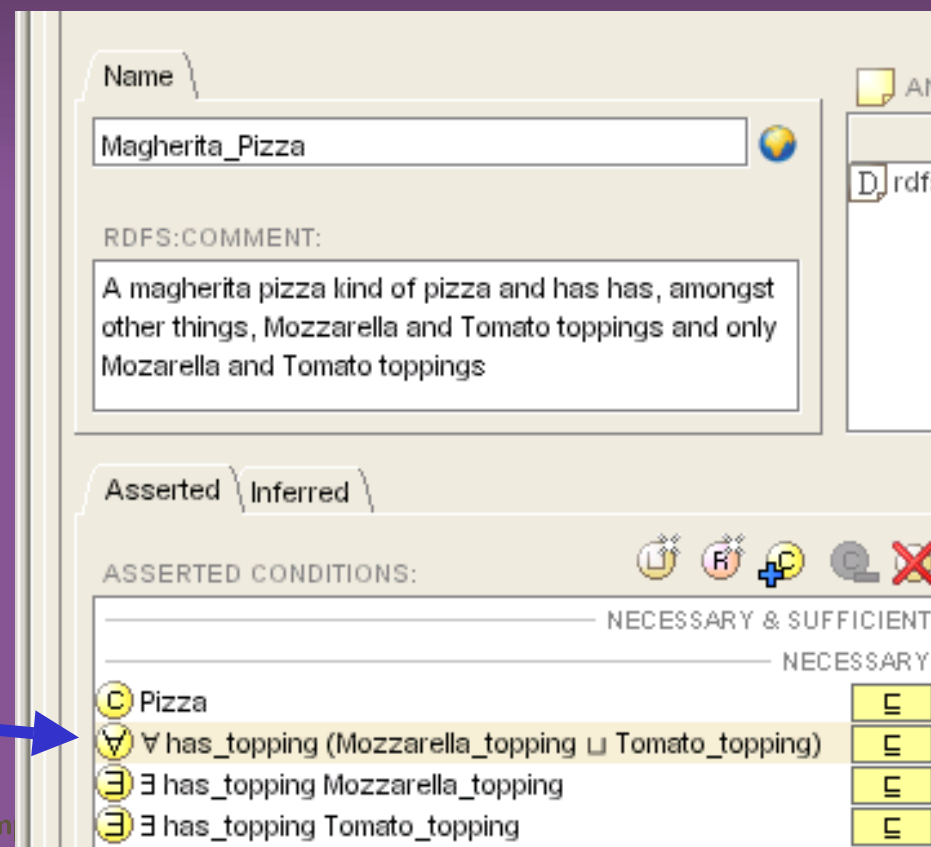 Name
AN
Magherita_Pizza
D rdf
RDFS:COMMENT:
A magherita pizza kind of pizza and has has, amongst
other things, Mozzarella and Tomato toppings and only
Mozarella and Tomato toppings
Asserted Inferred
U R C C
ASSERTED CONDITIONS:
NECESSARY & SUFFICIENT
NECESSARY
C Pizza ⊑
∀ ∀ has_topping (Mozzarella_topping ⊔ Tomato_topping) ⊑
∃ ∃ has_topping Mozzarella_topping ⊑
∃ ∃ has_topping Tomato_topping ⊑